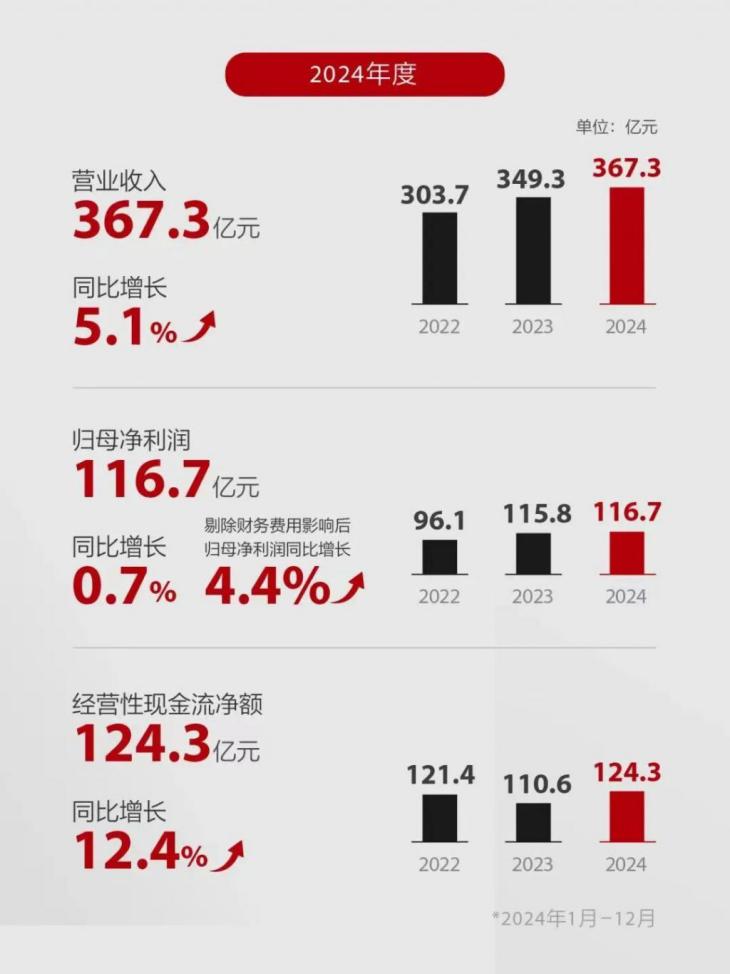 2024年度
单位：亿元
营业收入
367.3亿元
同比增长
5.1%
303.7 349.3 367.3
2022 2023 2024
归母净利润
116.7亿元
同比增长
0.7%
剔除财务费用影响后
归母净利润同比增长
4.4%
96.1 115.8 116.7
2022 2023 2024
经营性现金流净额
124.3亿元
同比增长
12.4%
121.4 110.6 124.3
2022 2023 2024
*2024年1月-12月